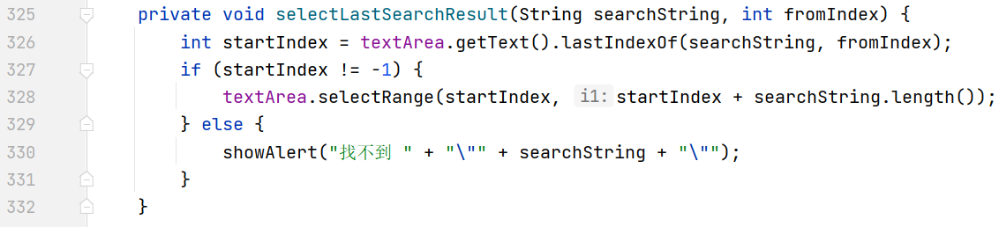 325 private void selectLastSearchResult(String searchString, int fromIndex) {
326 int startIndex = textArea.getText().lastIndexOf(searchString, fromIndex);
327 if (startIndex != -1) {
328 textArea.selectRange(startIndex, i1: startIndex + searchString.length());
329 } else {
330 showAlert("找不到 " + "\"" + searchString + "\"");
331 }
332 }